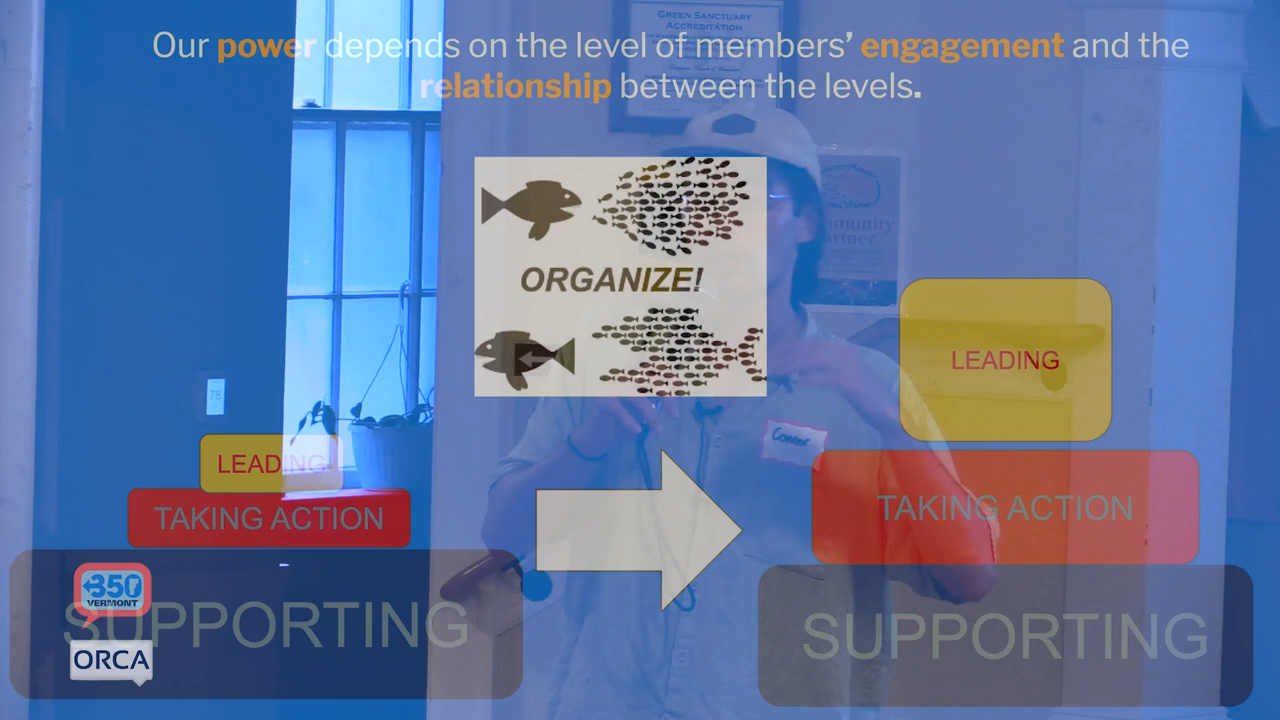 GREEN SANCTUARY
ACCREDITATION
Our power depends on the level of members' engagement and the
relationship between the levels.
ORGANIZE!
LEADING
78
Connor
LEADING
TAKING ACTION
TAKING ACTION
350
VERMONT
SUPPORTING
SUPPORTING
ORCA